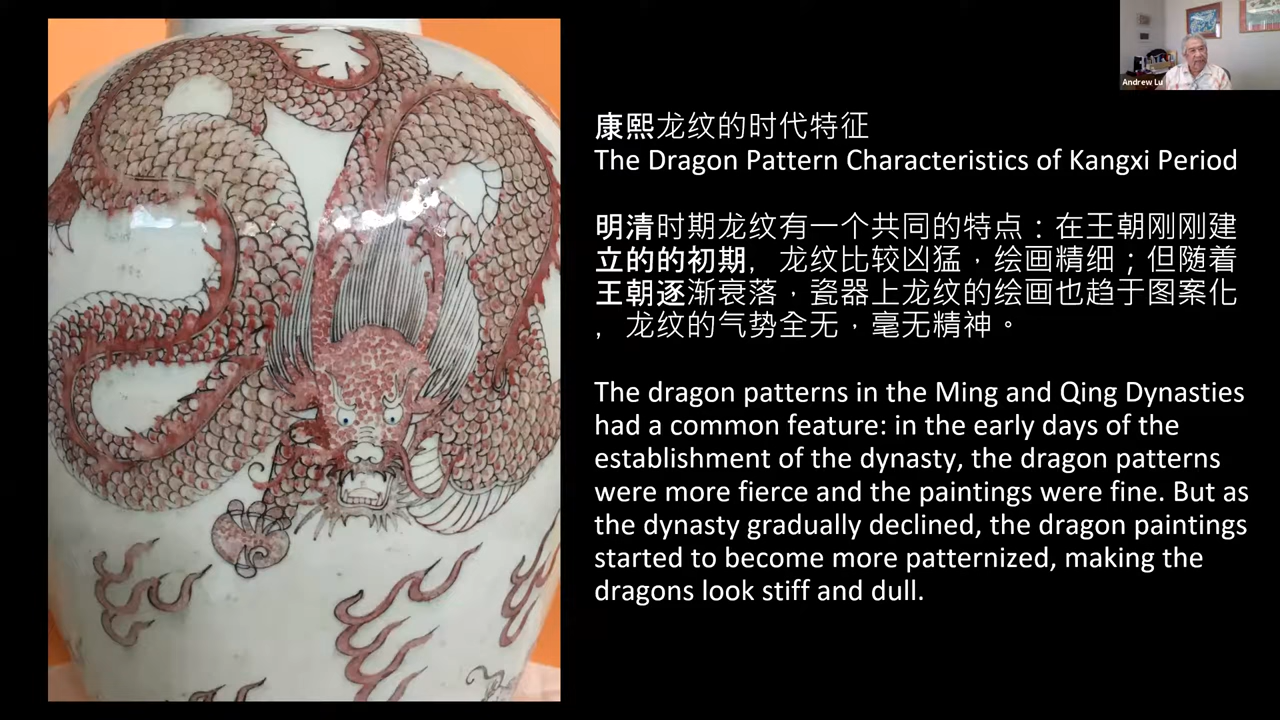 Andrew Lu
康熙龙纹的时代特征
The Dragon Pattern Characteristics of Kangxi Period
明清时期龙纹有一个共同的特点：在王朝刚刚建
立的的初期，龙纹比较凶猛，绘画精细；但随着
王朝逐渐衰落，瓷器上龙纹的绘画也趋于图案化
，龙纹的气势全无，毫无精神。
The dragon patterns in the Ming and Qing Dynasties
had a common feature: in the early days of the
establishment of the dynasty, the dragon patterns
were more fierce and the paintings were fine. But as
the dynasty gradually declined, the dragon paintings
started to become more patternized, making the
dragons look stiff and dull.